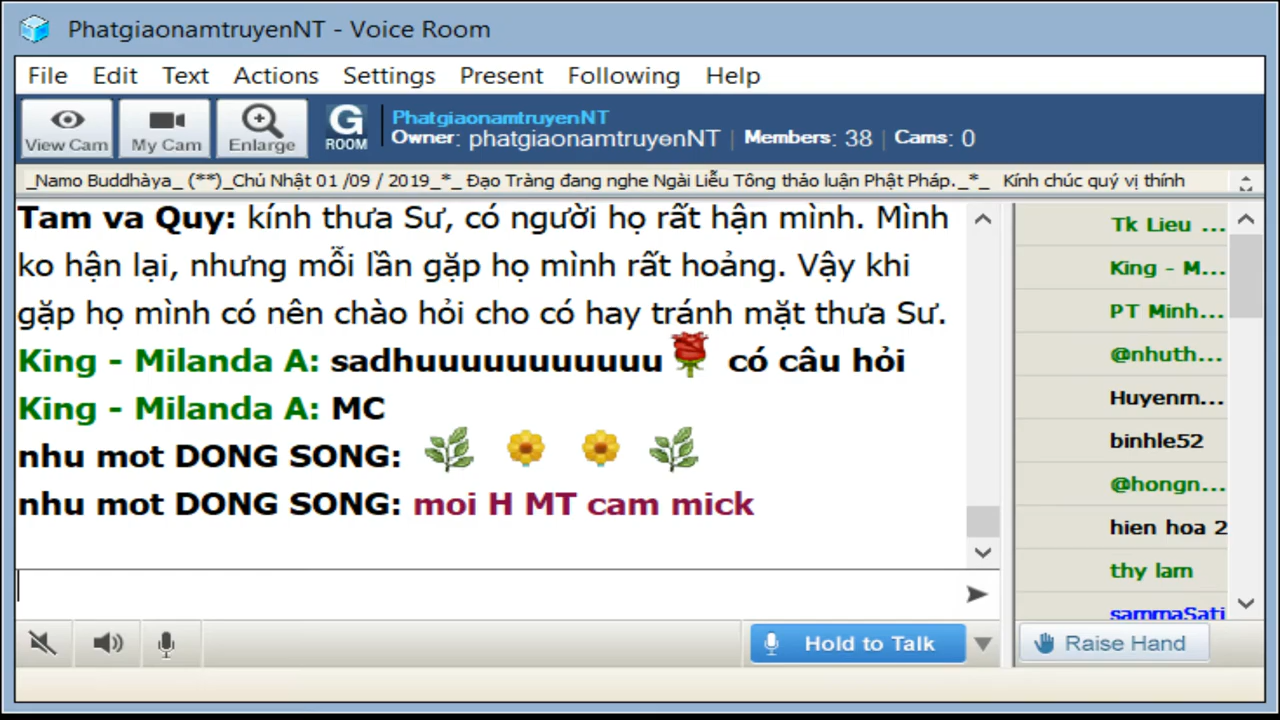 PhatgiaonamtruyenNT - Voice Room
File Edit Text Actions Settings Present Following Help
View Cam My Cam Enlarge G ROOM
PhatgiaonamtruyenNT
Owner: phatgiaonamtruyenNT | Members: 38 | Cams: 0
_Namo Buddhàya_ (**)_Chủ Nhật 01 /09 / 2019_*_ Đạo Tràng đang nghe Ngài Liễu Tông thảo luận Phật Pháp._*_ Kính chúc quý vị thính
Tam va Quy: kính thưa Sư, có người họ rất hận mình. Mình
ko hận lại, nhưng mỗi lần gặp họ mình rất hoảng. Vậy khi
gặp họ mình có nên chào hỏi cho có hay tránh mặt thưa Sư.
King - Milanda A: sadhuuuuuuuuuuuu có câu hỏi
King - Milanda A: MC
nhu mot DONG SONG:
nhu mot DONG SONG: moi H MT cam mick
Tk Lieu ...
King - M...
PT Minh...
@nhuth...
Huyenm...
binhle52
@hongn...
hien hoa 2
thy lam
sammaSati
Hold to Talk
Raise Hand